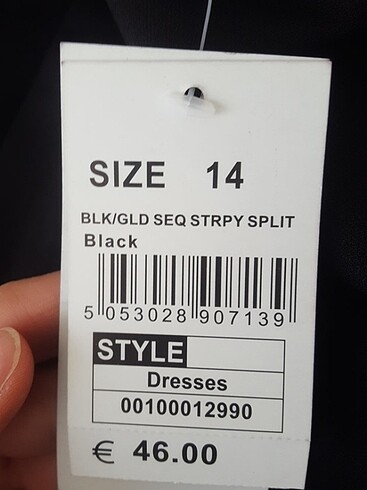 SIZE 14
BLK/GLD SEQ STRPY SPLIT
Black
5 053028 907139
STYLE
Dresses
00100012990
€ 46.00